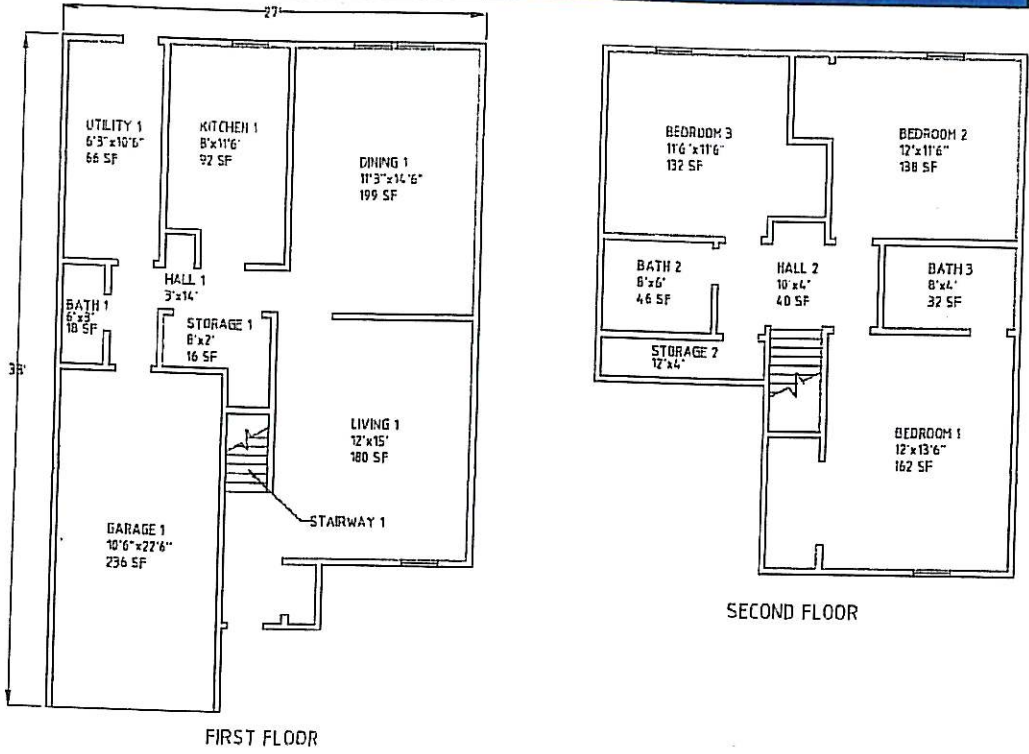 27'
UTILITY 1
6'3"x10'6"
66 SF
KITCHEN 1
8'x11'6'
92 SF
DINING 1
11'3"x14'6"
199 SF
HALL 1
3'x14'
BATH 1
6'x3'
18 SF
STORAGE 1
8'x2'
16 SF
38'
LIVING 1
12'x15'
180 SF
STAIRWAY 1
GARAGE 1
10'6"x22'6"
236 SF
FIRST FLOOR
BEDROOM 3
11'6"x11'6"
132 SF
BEDROOM 2
12'x11'6"
138 SF
BATH 2
8'x6'
46 SF
HALL 2
10'x4'
40 SF
BATH 3
8'x4'
32 SF
STORAGE 2
12'x4'
BEDROOM 1
12'x13'6"
162 SF
SECOND FLOOR